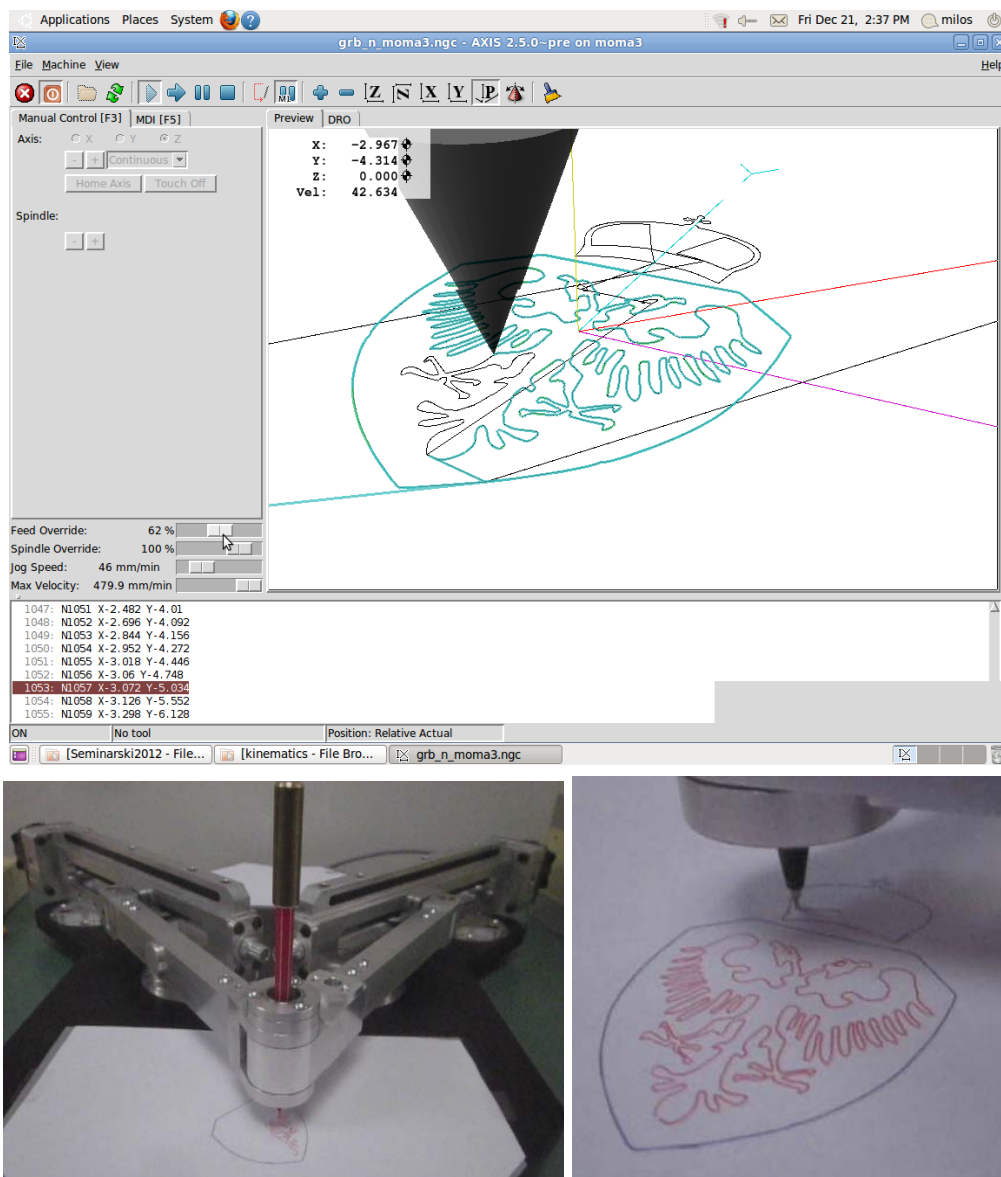 Applications Places System ? Fri Dec 21, 2:37 PM milos
grb_n_moma3.ngc - AXIS 2.5.0~pre on moma3
File Machine View Help
M1 Z N X Y P
Manual Control [F3] MDI [F5]
Preview DRO
Axis: X Y Z
- + Continuous
Home Axis Touch Off
Spindle:
- +
X: -2.967
Y: -4.314
Z: 0.000
Vel: 42.634
Feed Override: 62 %
Spindle Override: 100 %
Jog Speed: 46 mm/min
Max Velocity: 479.9 mm/min
1047: N1051 X-2.482 Y-4.01
1048: N1052 X-2.696 Y-4.092
1049: N1053 X-2.844 Y-4.156
1050: N1054 X-2.952 Y-4.272
1051: N1055 X-3.018 Y-4.446
1052: N1056 X-3.06 Y-4.748
1053: N1057 X-3.072 Y-5.034
1054: N1058 X-3.126 Y-5.552
1055: N1059 X-3.298 Y-6.128
ON No tool Position: Relative Actual
[Seminarski2012 - File... [kinematics - File Bro... grb_n_moma3.ngc